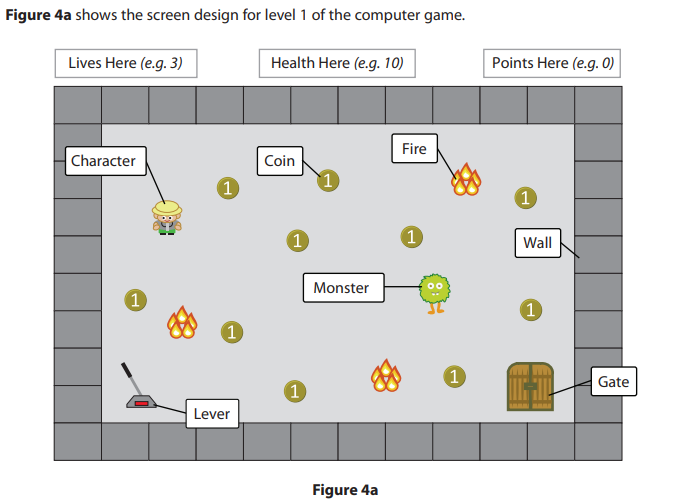 Figure 4a shows the screen design for level 1 of the computer game.
Lives Here (e.g. 3)
Health Here (e.g. 10)
Points Here (e.g. 0)
Fire
Character
Coin
1
1
1
1
1
Wall
Monster
1
1
1
1
1
Gate
Lever
Figure 4a